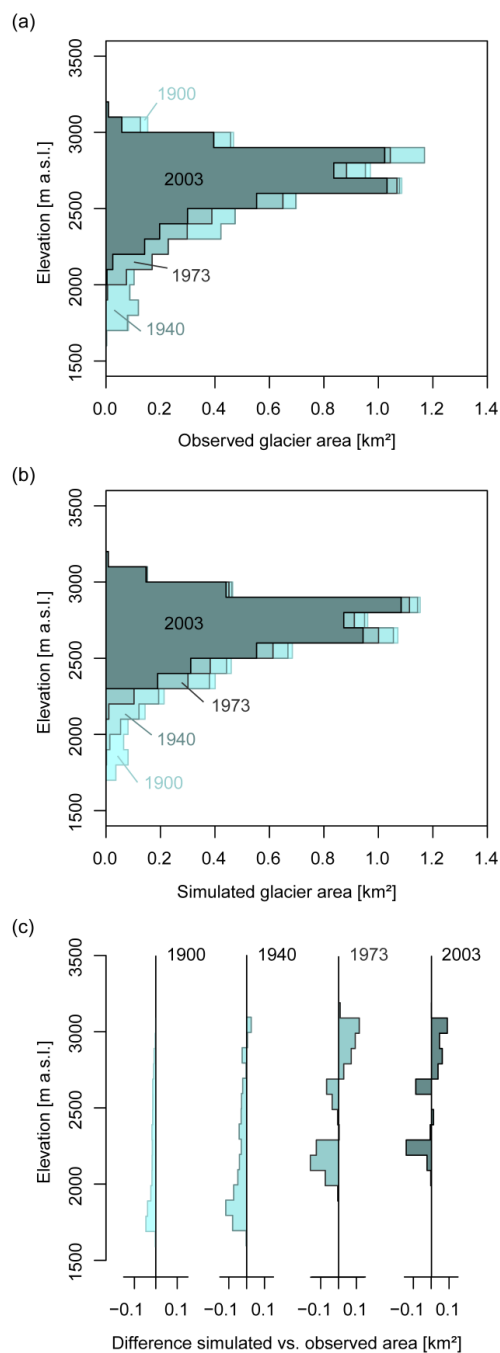 (a)
3500
3000
2500
2000
1500
Elevation [m a.s.l.]
1900
2003
1973
1940
0.0 0.2 0.4 0.6 0.8 1.0 1.2 1.4
Observed glacier area [km²]
(b)
3500
3000
2500
2000
1500
Elevation [m a.s.l.]
2003
1973
1940
1900
0.0 0.2 0.4 0.6 0.8 1.0 1.2 1.4
Simulated glacier area [km²]
(c)
1900 1940 1973 2003
3500
3000
2500
2000
1500
Elevation [m a.s.l.]
−0.1 0.1 −0.1 0.1 −0.1 0.1 −0.1 0.1
Difference simulated vs. observed area [km²]